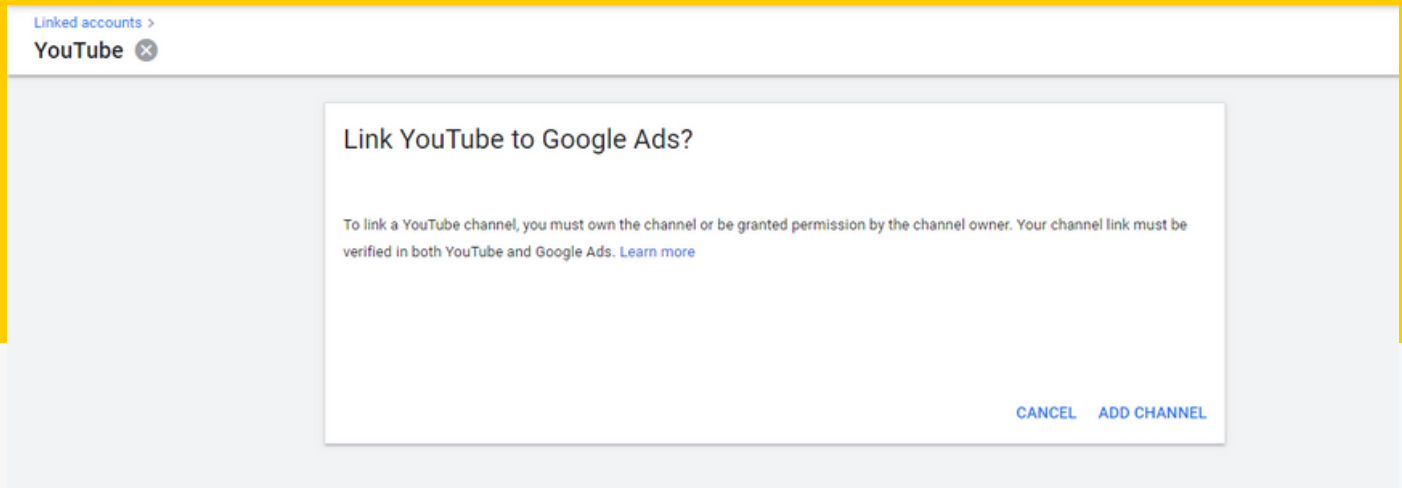 Linked accounts >
YouTube
Link YouTube to Google Ads?
To link a YouTube channel, you must own the channel or be granted permission by the channel owner. Your channel link must be
verified in both YouTube and Google Ads. Learn more
CANCEL ADD CHANNEL